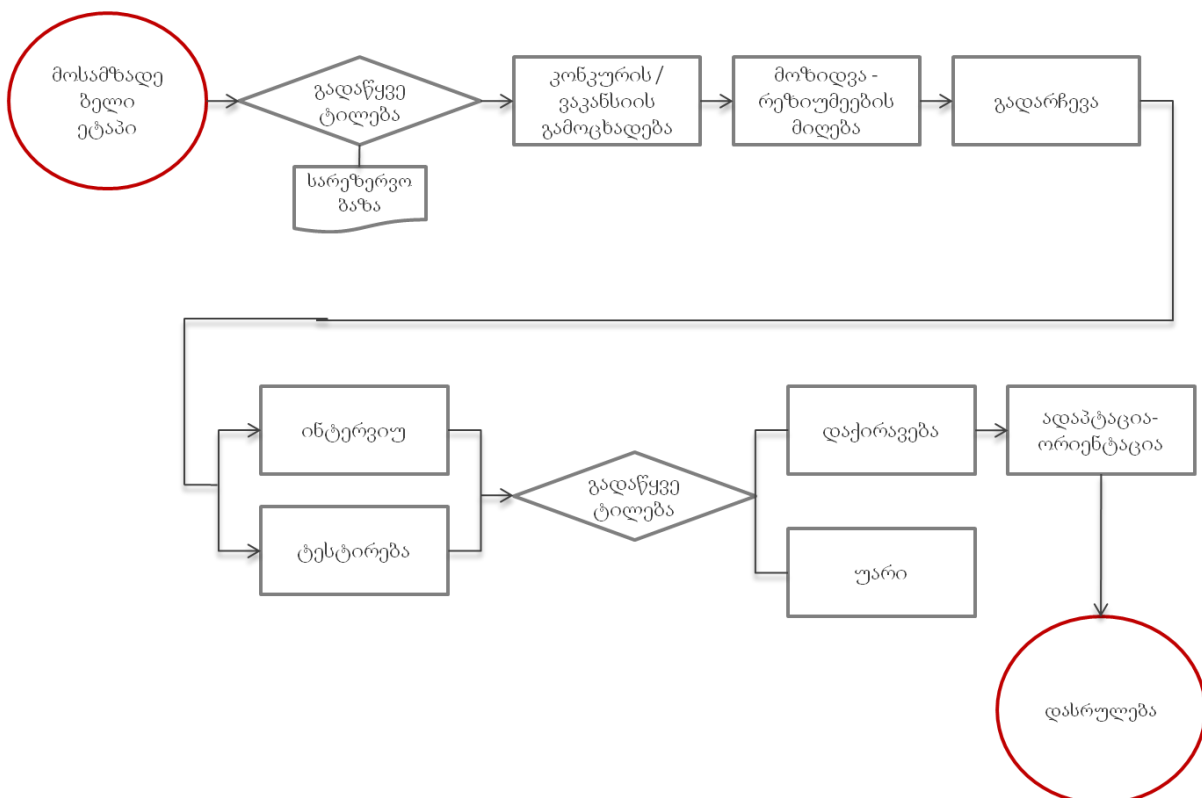 მოსამზადე
ბელი
ეტაპი
გადაწყვე
ტილება
სარეზერვო
ბაზა
კონკურის /
ვაკანსიის
გამოცხადება
მოზიდვა -
რეზიუმეების
მიღება
გადარჩევა
ინტერვიუ
ტესტირება
გადაწყვე
ტილება
დაქირავება
უარი
ადაპტაცია-
ორიენტაცია
დასრულება